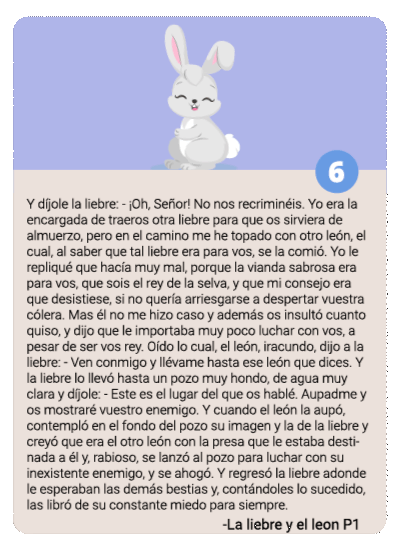 6
Y díjole la liebre: - ¡Oh, Señor! No nos recriminéis. Yo era la
encargada de traeros otra liebre para que os sirviera de
almuerzo, pero en el camino me he topado con otro león, el
cual, al saber que tal liebre era para vos, se la comió. Yo le
repliqué que hacía muy mal, porque la vianda sabrosa era
para vos, que sois el rey de la selva, y que mi consejo era
que desistiese, si no quería arriesgarse a despertar vuestra
cólera. Mas él no me hizo caso y además os insultó cuanto
quiso, y dijo que le importaba muy poco luchar con vos, a
pesar de ser vos rey. Oído lo cual, el león, iracundo, dijo a la
liebre: - Ven conmigo y llévame hasta ese león que dices. Y
la liebre lo llevó hasta un pozo muy hondo, de agua muy
clara y díjole: - Este es el lugar del que os hablé. Aupadme y
os mostraré vuestro enemigo. Y cuando el león la aupó,
contempló en el fondo del pozo su imagen y la de la liebre y
creyó que era el otro león con la presa que le estaba desti-
nada a él y, rabioso, se lanzó al pozo para luchar con su
inexistente enemigo, y se ahogó. Y regresó la liebre adonde
le esperaban las demás bestias y, contándoles lo sucedido,
las libró de su constante miedo para siempre.
-La liebre y el leon P1